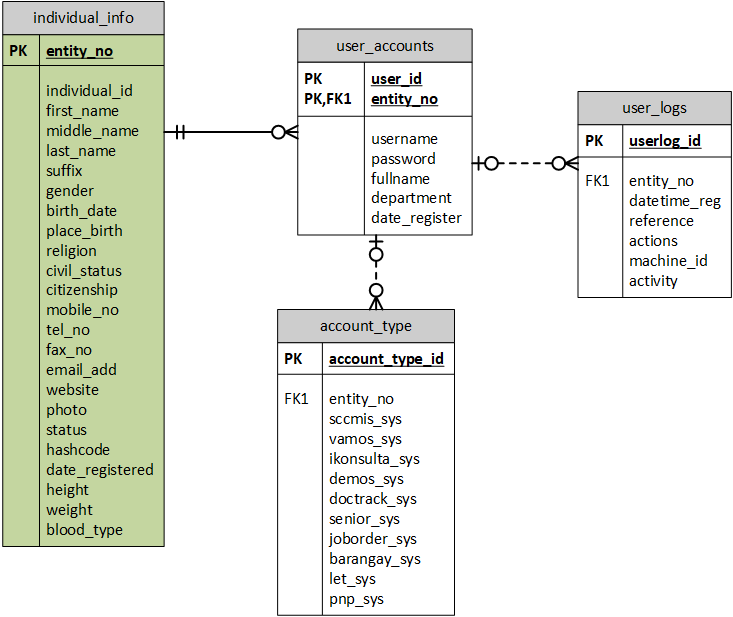 individual_info
PK entity_no
individual_id
first_name
middle_name
last_name
suffix
gender
birth_date
place_birth
religion
civil_status
citizenship
mobile_no
tel_no
fax_no
email_add
website
photo
status
hashcode
date_registered
height
weight
blood_type
user_accounts
PK user_id
PK,FK1 entity_no
username
password
fullname
department
date_register
user_logs
PK userlog_id
FK1 entity_no
datetime_reg
reference
actions
machine_id
activity
account_type
PK account_type_id
FK1 entity_no
sccmis_sys
vamos_sys
ikonsulta_sys
demos_sys
doctrack_sys
senior_sys
joborder_sys
barangay_sys
let_sys
pnp_sys